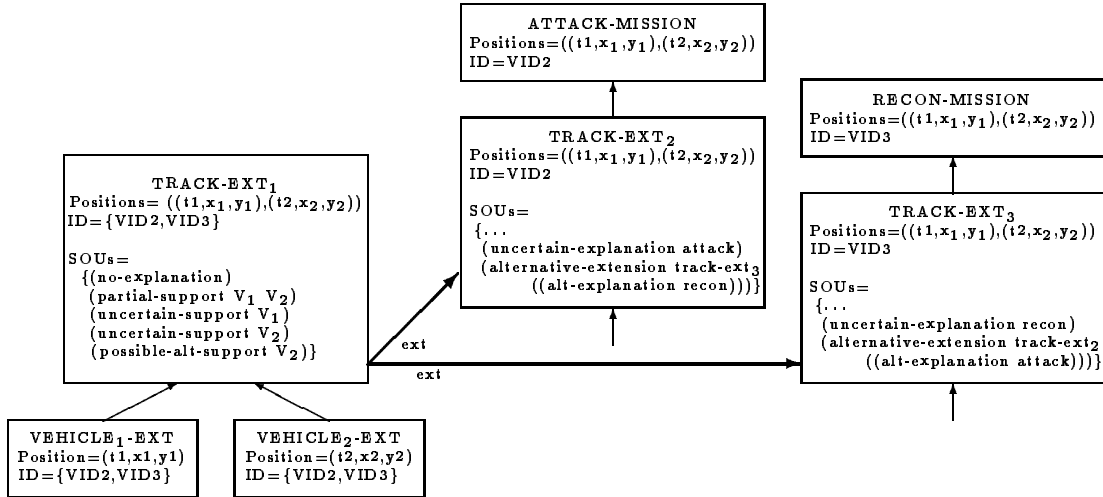 ATTACK-MISSION
Positions=((t1,x₁,y₁),(t2,x₂,y₂))
ID=VID2
RECON-MISSION
Positions=((t1,x₁,y₁),(t2,x₂,y₂))
ID=VID3
TRACK-EXT₂
Positions=((t1,x₁,y₁),(t2,x₂,y₂))
ID=VID2
SOUs=
{...
(uncertain-explanation attack)
(alternative-extension track-ext₃
((alt-explanation recon)))}
TRACK-EXT₁
Positions= ((t1,x₁,y₁),(t2,x₂,y₂))
ID={VID2,VID3}
SOUs=
{(no-explanation)
(partial-support V₁ V₂)
(uncertain-support V₁)
(uncertain-support V₂)
(possible-alt-support V₂)}
TRACK-EXT₃
Positions=((t1,x₁,y₁),(t2,x₂,y₂))
ID=VID3
SOUs=
{...
(uncertain-explanation recon)
(alternative-extension track-ext₂
((alt-explanation attack)))}
ext
ext
VEHICLE₁-EXT
Position=(t1,x1,y1)
ID={VID2,VID3}
VEHICLE₂-EXT
Position=(t2,x2,y2)
ID={VID2,VID3}